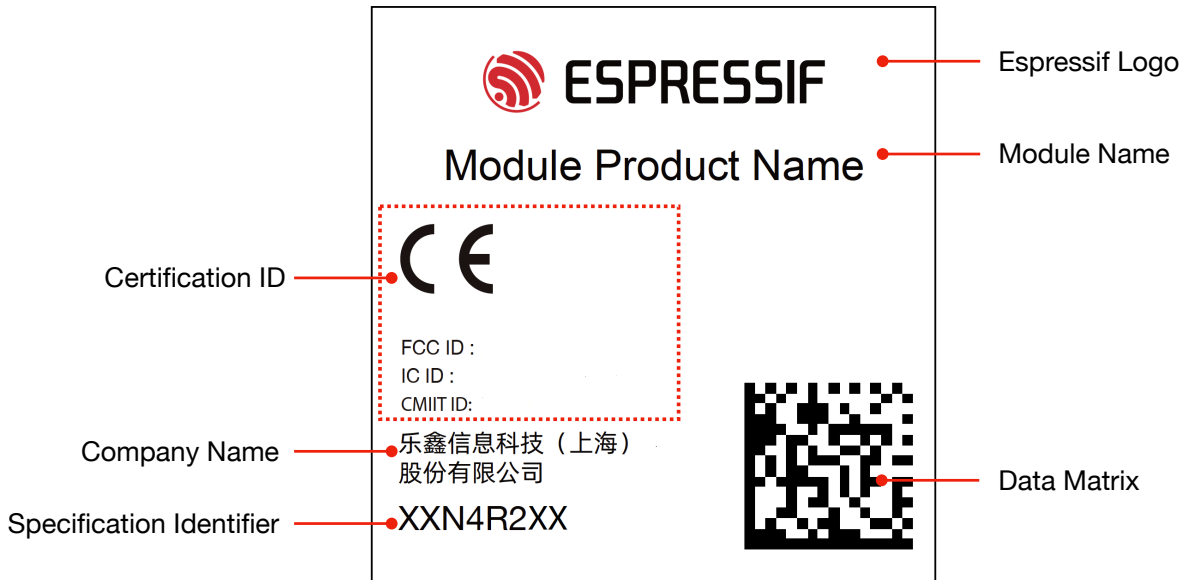 ESPRESSIF
Espressif Logo
Module Product Name
Module Name
Certification ID
FCC ID :
IC ID :
CMIIT ID:
Company Name
乐鑫信息科技（上海）
股份有限公司
Data Matrix
Specification Identifier
XXN4R2XX